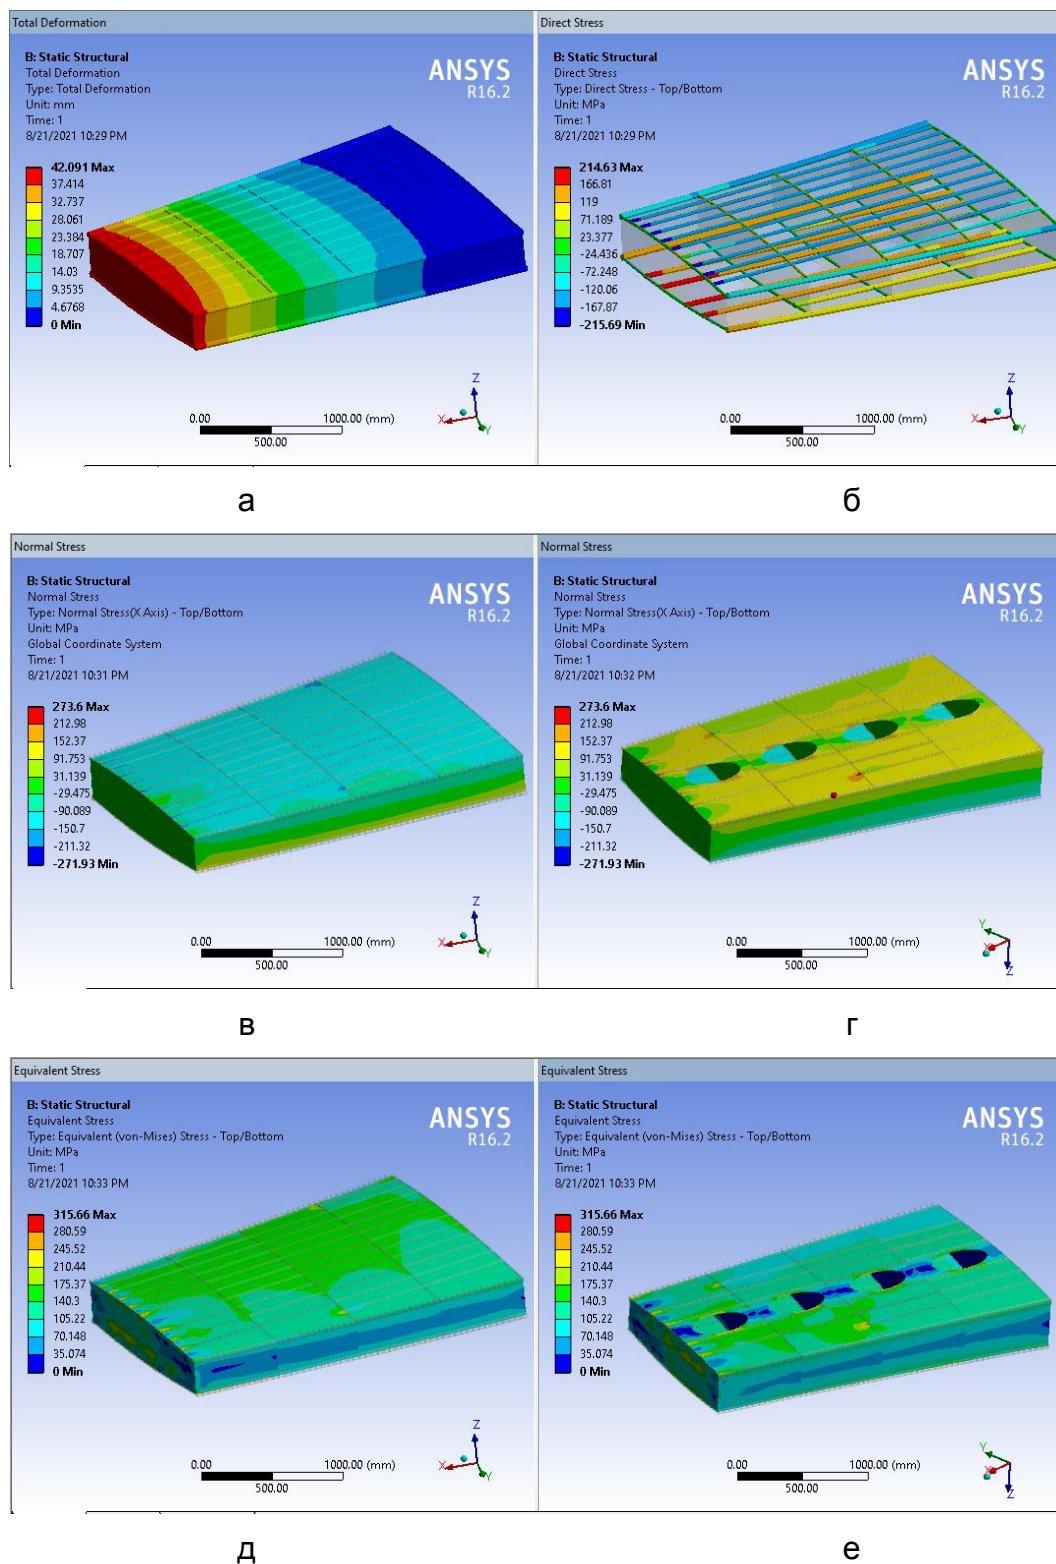 Total Deformation
B: Static Structural
Total Deformation
Type: Total Deformation
Unit: mm
Time: 1
8/21/2021 10:29 PM
ANSYS
R16.2
42.091 Max
37.414
32.737
28.061
23.384
18.707
14.03
9.3535
4.6768
0 Min
0.00
1000.00 (mm)
500.00
Z
X
Y
Direct Stress
B: Static Structural
Direct Stress
Type: Direct Stress - Top/Bottom
Unit: MPa
Time: 1
8/21/2021 10:29 PM
ANSYS
R16.2
214.63 Max
166.81
119
71.189
23.377
-24.436
-72.248
-120.06
-167.87
-215.69 Min
0.00
1000.00 (mm)
500.00
Z
X
Y
а
б
Normal Stress
B: Static Structural
Normal Stress
Type: Normal Stress(X Axis) - Top/Bottom
Unit: MPa
Global Coordinate System
Time: 1
8/21/2021 10:31 PM
ANSYS
R16.2
273.6 Max
212.98
152.37
91.753
31.139
-29.475
-90.089
-150.7
-211.32
-271.93 Min
0.00
1000.00 (mm)
500.00
Z
X
Y
Normal Stress
B: Static Structural
Normal Stress
Type: Normal Stress(X Axis) - Top/Bottom
Unit: MPa
Global Coordinate System
Time: 1
8/21/2021 10:32 PM
ANSYS
R16.2
273.6 Max
212.98
152.37
91.753
31.139
-29.475
-90.089
-150.7
-211.32
-271.93 Min
0.00
1000.00 (mm)
500.00
Y
X
Z
в
г
Equivalent Stress
B: Static Structural
Equivalent Stress
Type: Equivalent (von-Mises) Stress - Top/Bottom
Unit: MPa
Time: 1
8/21/2021 10:33 PM
ANSYS
R16.2
315.66 Max
280.59
245.52
210.44
175.37
140.3
105.22
70.148
35.074
0 Min
0.00
1000.00 (mm)
500.00
Z
X
Y
Equivalent Stress
B: Static Structural
Equivalent Stress
Type: Equivalent (von-Mises) Stress - Top/Bottom
Unit: MPa
Time: 1
8/21/2021 10:33 PM
ANSYS
R16.2
315.66 Max
280.59
245.52
210.44
175.37
140.3
105.22
70.148
35.074
0 Min
0.00
1000.00 (mm)
500.00
Y
X
Z
д
е